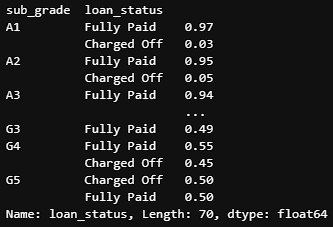 sub_grade  loan_status
A1         Fully Paid     0.97
           Charged Off    0.03
A2         Fully Paid     0.95
           Charged Off    0.05
A3         Fully Paid     0.94
                          ...
G3         Fully Paid     0.49
G4         Fully Paid     0.55
           Charged Off    0.45
G5         Charged Off    0.50
           Fully Paid     0.50
Name: loan_status, Length: 70, dtype: float64